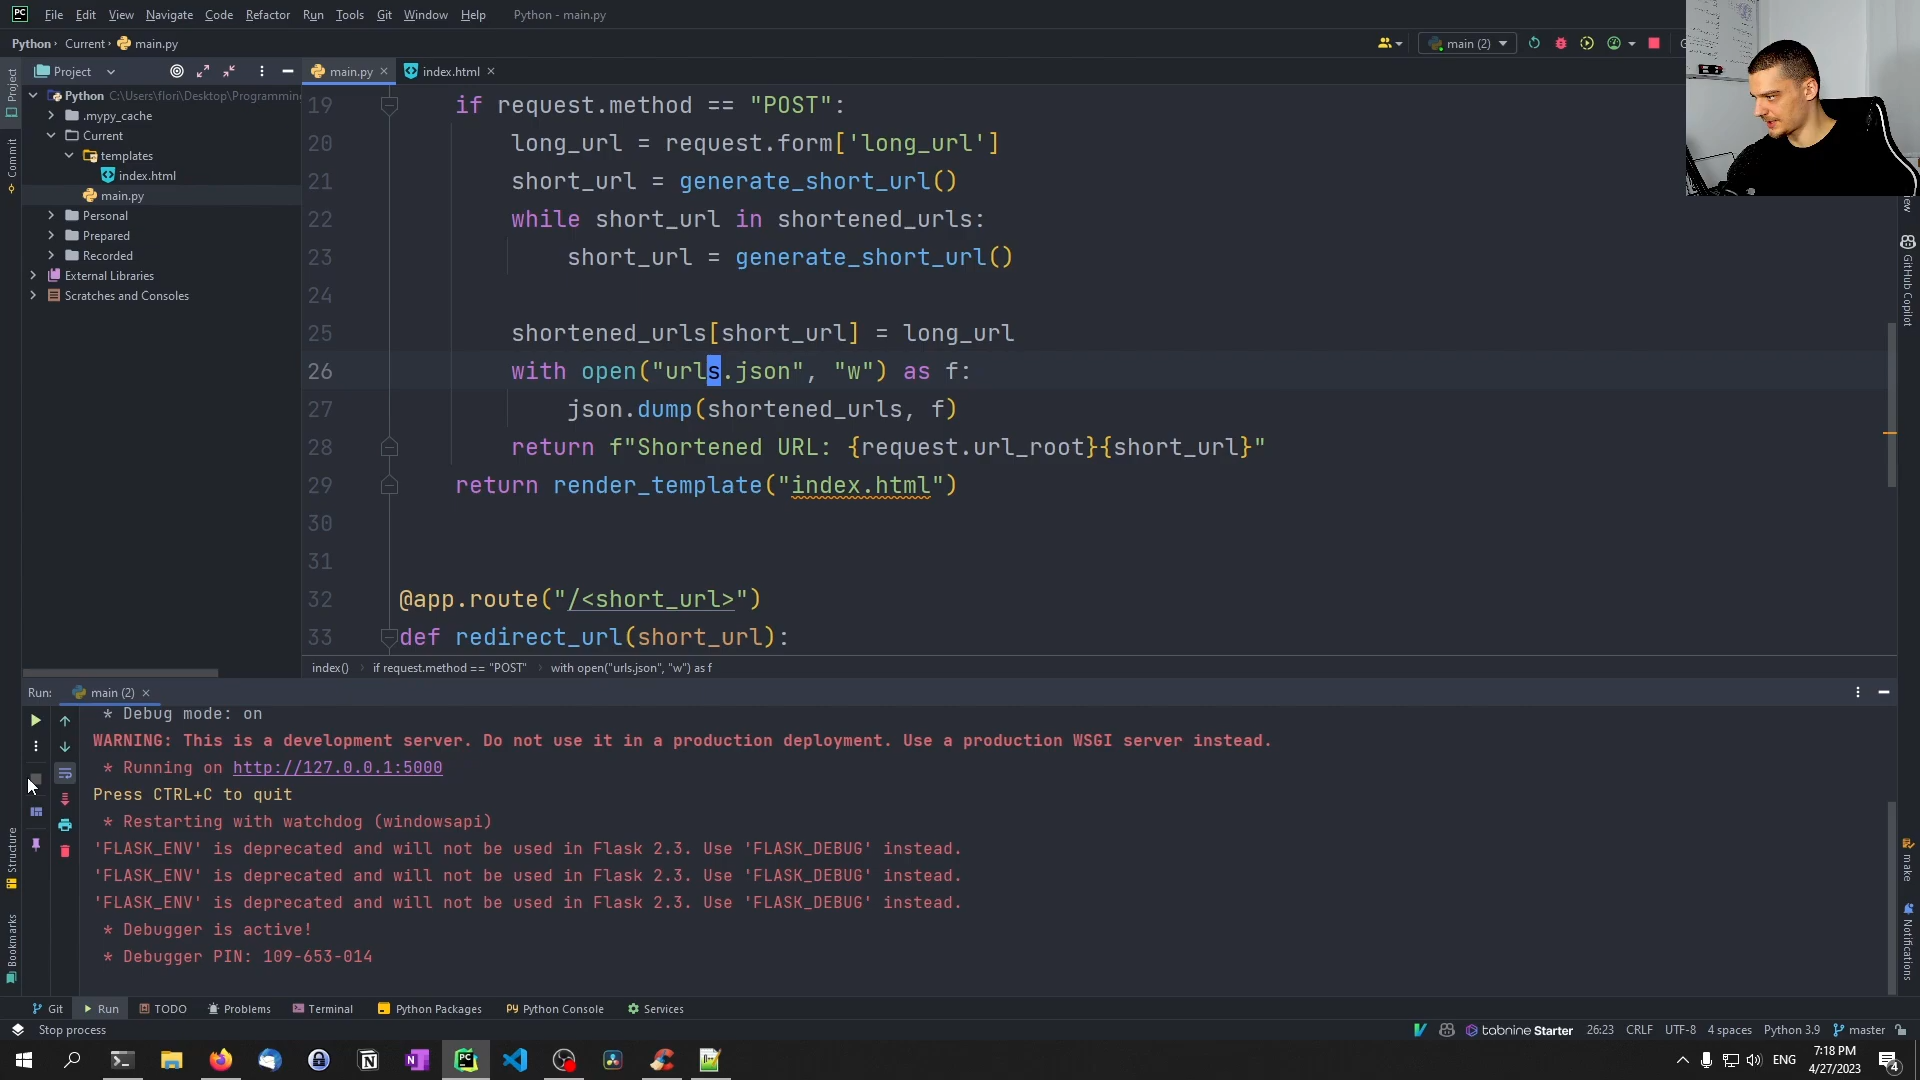 PC File Edit View Navigate Code Refactor Run Tools Git Window Help Python - main.py
Python Current main.py
main (2)
Project
main.py
index.html
Project
Commit
Structure
Bookmarks
Python C:\Users\flori\Desktop\Programmin
.mypy_cache
Current
templates
index.html
main.py
Personal
Prepared
Recorded
External Libraries
Scratches and Consoles
19 if request.method == "POST":
20 long_url = request.form['long_url']
21 short_url = generate_short_url()
22 while short_url in shortened_urls:
23 short_url = generate_short_url()
24
25 shortened_urls[short_url] = long_url
26 with open("urls.json", "w") as f:
27 json.dump(shortened_urls, f)
28 return f"Shortened URL: {request.url_root}{short_url}"
29 return render_template("index.html")
30
31
32 @app.route("/<short_url>")
33 def redirect_url(short_url):
index() if request.method == "POST" with open("urls.json", "w") as f
GitHub Copilot
make
Notifications
Run: main (2)
* Debug mode: on
WARNING: This is a development server. Do not use it in a production deployment. Use a production WSGI server instead.
* Running on http://127.0.0.1:5000
Press CTRL+C to quit
* Restarting with watchdog (windowsapi)
'FLASK_ENV' is deprecated and will not be used in Flask 2.3. Use 'FLASK_DEBUG' instead.
'FLASK_ENV' is deprecated and will not be used in Flask 2.3. Use 'FLASK_DEBUG' instead.
'FLASK_ENV' is deprecated and will not be used in Flask 2.3. Use 'FLASK_DEBUG' instead.
* Debugger is active!
* Debugger PIN: 109-653-014
Git Run TODO Problems Terminal Python Packages Python Console Services
Stop process
tabnine Starter 26:23 CRLF UTF-8 4 spaces Python 3.9 master
ENG
7:18 PM
4/27/2023
4